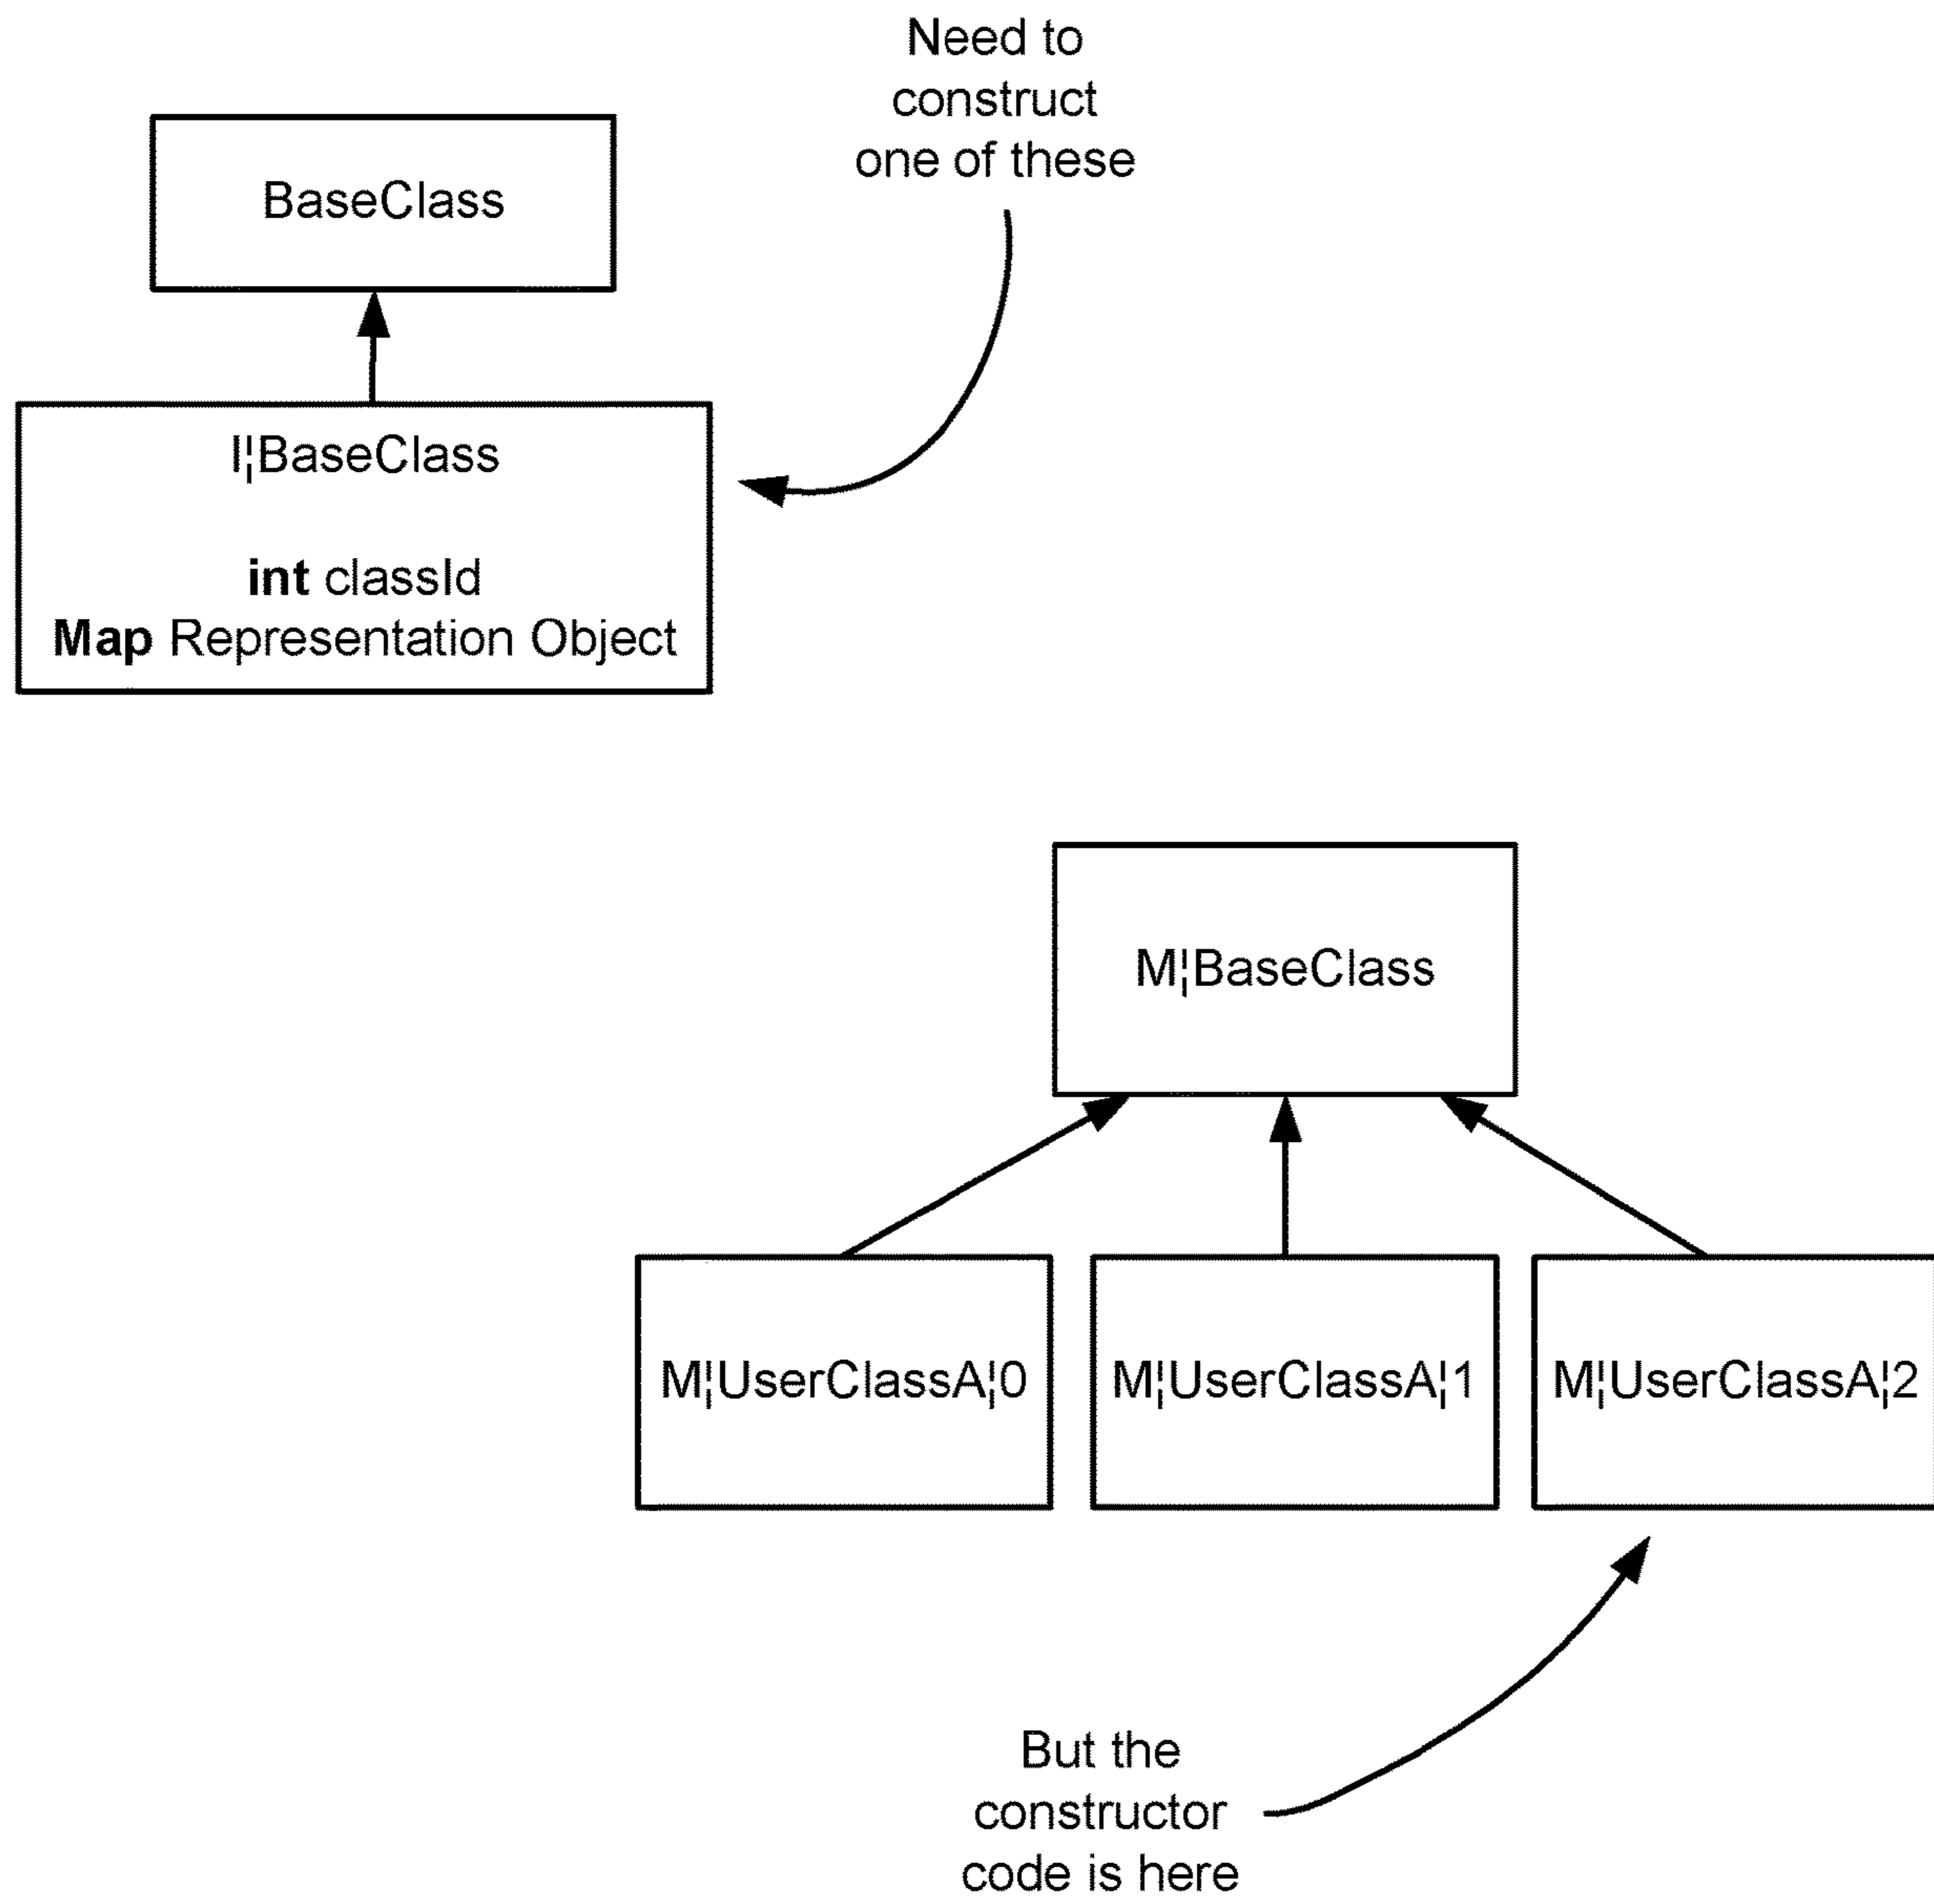 Need to
construct
one of these
BaseClass
I¦BaseClass
int classId
Map Representation Object
M¦BaseClass
M¦UserClassA¦0
M¦UserClassA¦1
M¦UserClassA¦2
But the
constructor
code is here